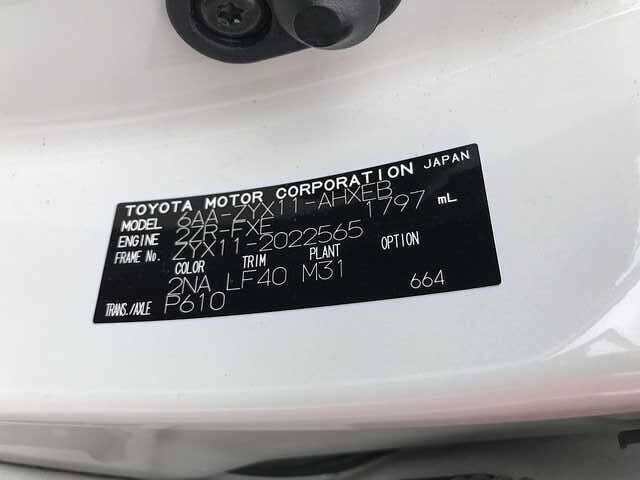 TOYOTA MOTOR CORPORATION JAPAN
MODEL 6AA-ZYX11-AHXEB
ENGINE 2ZR-FXE 1797 mL
FRAME No. ZYX11-2022565
COLOR TRIM PLANT OPTION
2NA LF40 M31
TRANS./AXLE P610 664